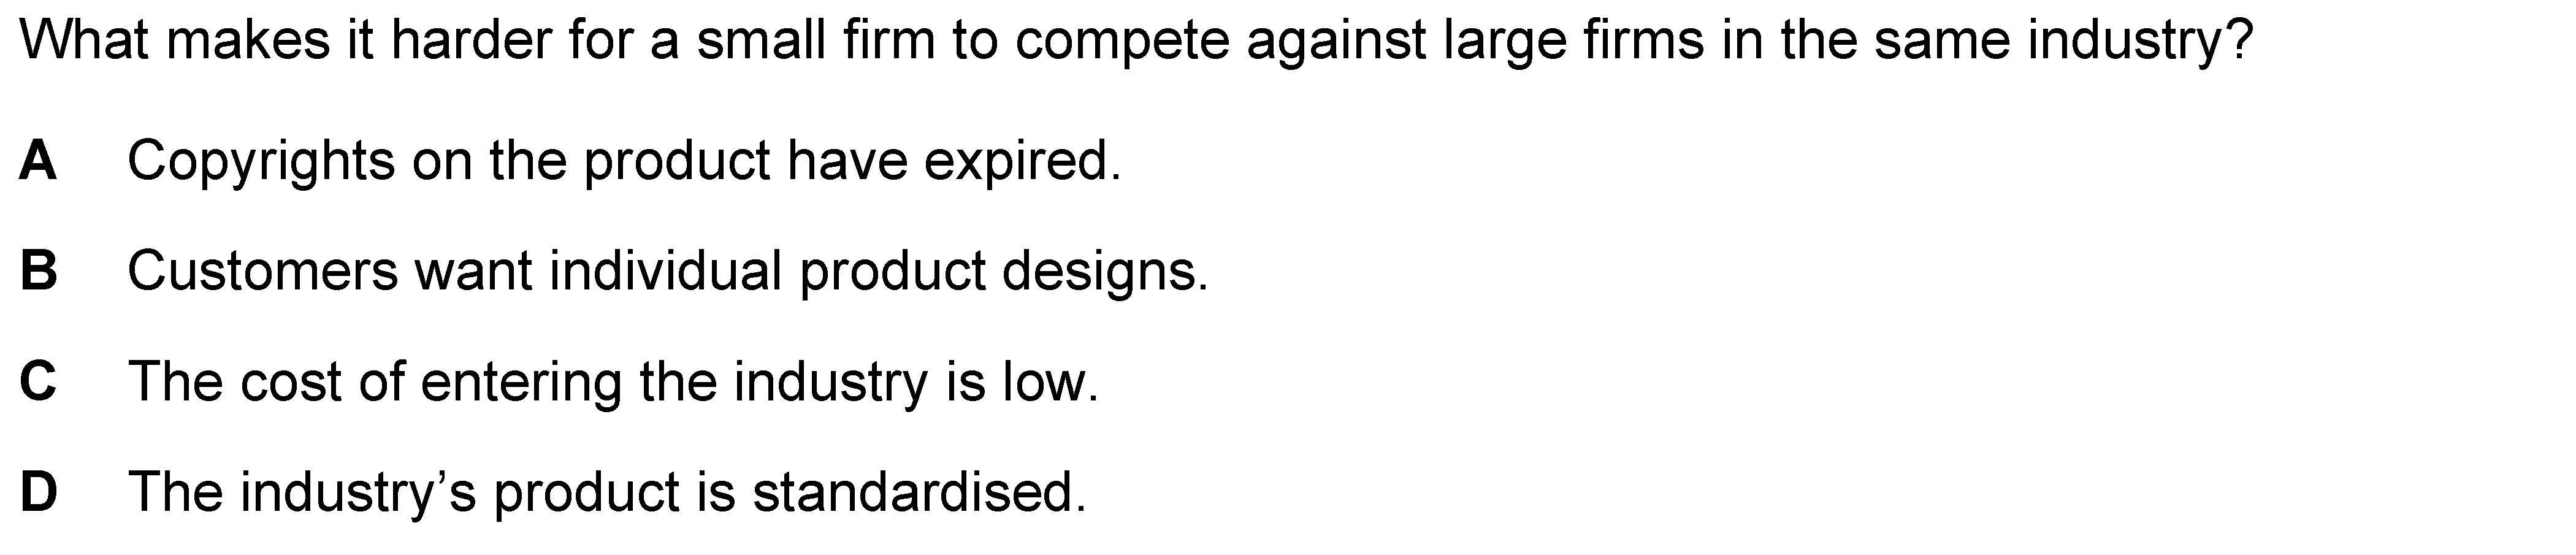 What makes it harder for a small firm to compete against large firms in the same industry?
A Copyrights on the product have expired.
B Customers want individual product designs.
C The cost of entering the industry is low.
D The industry’s product is standardised.